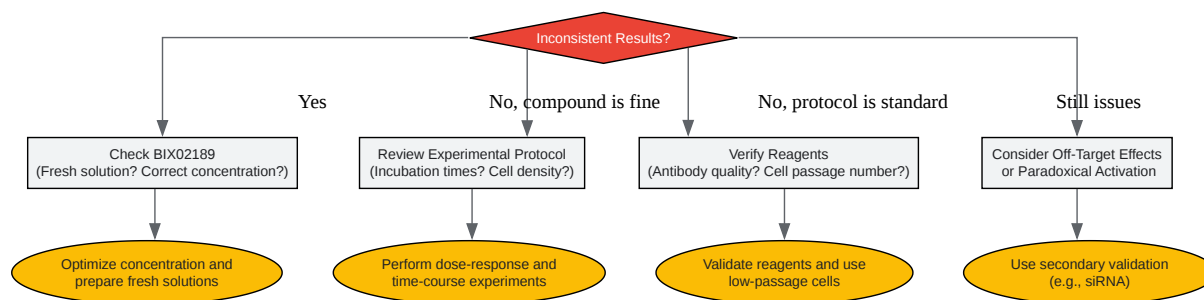 Inconsistent Results?
Yes
No, compound is fine
No, protocol is standard
Still issues
Check BIX02189
(Fresh solution? Correct concentration?)
Review Experimental Protocol
(Incubation times? Cell density?)
Verify Reagents
(Antibody quality? Cell passage number?)
Consider Off-Target Effects
or Paradoxical Activation
Optimize concentration and
prepare fresh solutions
Perform dose-response and
time-course experiments
Validate reagents and use
low-passage cells
Use secondary validation
(e.g., siRNA)